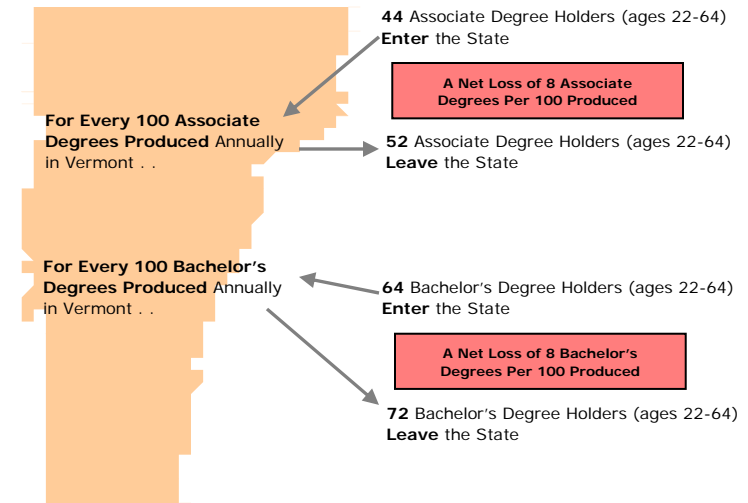 44 Associate Degree Holders (ages 22-64)
Enter the State
A Net Loss of 8 Associate
Degrees Per 100 Produced
For Every 100 Associate
Degrees Produced Annually
in Vermont . .
52 Associate Degree Holders (ages 22-64)
Leave the State
For Every 100 Bachelor's
Degrees Produced Annually
in Vermont . .
64 Bachelor's Degree Holders (ages 22-64)
Enter the State
A Net Loss of 8 Bachelor's
Degrees Per 100 Produced
72 Bachelor's Degree Holders (ages 22-64)
Leave the State